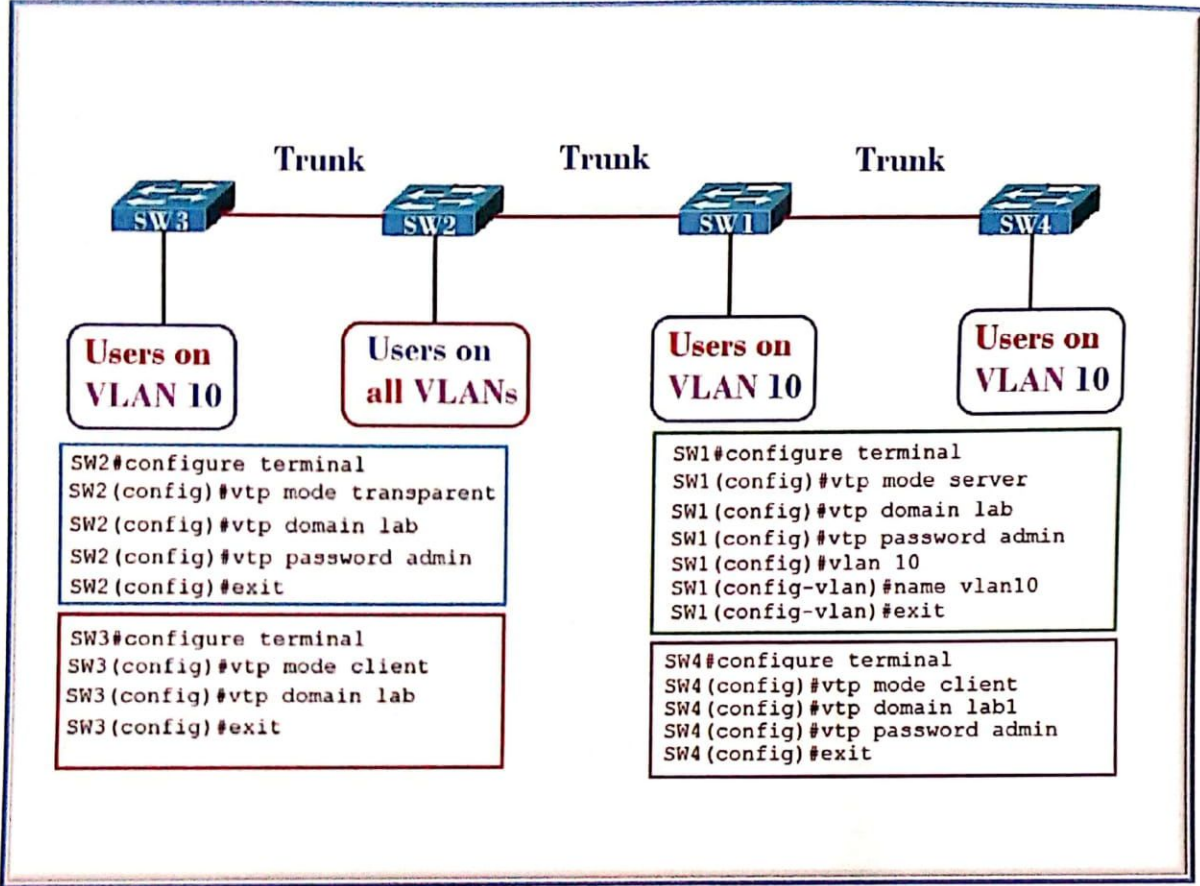 Trunk
Trunk
Trunk
SW3
SW2
SW1
SW4
Users on
VLAN 10
Users on
all VLANs
Users on
VLAN 10
Users on
VLAN 10
SW2#configure terminal
SW2(config)#vtp mode transparent
SW2(config)#vtp domain lab
SW2(config)#vtp password admin
SW2(config)#exit
SW3#configure terminal
SW3(config)#vtp mode client
SW3(config)#vtp domain lab
SW3(config)#exit
SW1#configure terminal
SW1(config)#vtp mode server
SW1(config)#vtp domain lab
SW1(config)#vtp password admin
SW1(config)#vlan 10
SW1(config-vlan)#name vlan10
SW1(config-vlan)#exit
SW4#configure terminal
SW4(config)#vtp mode client
SW4(config)#vtp domain lab1
SW4(config)#vtp password admin
SW4(config)#exit